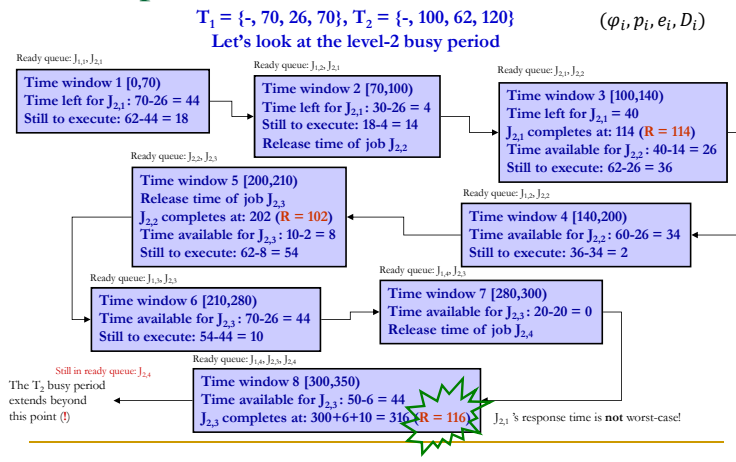 T₁ = {-, 70, 26, 70}, T₂ = {-, 100, 62, 120}
(φᵢ, pᵢ, eᵢ, Dᵢ)
Let's look at the level-2 busy period
Ready queue: J₁,₁, J₂,₁
Time window 1 [0,70)
Time left for J₂,₁: 70-26 = 44
Still to execute: 62-44 = 18
Ready queue: J₁,₂, J₂,₁
Time window 2 [70,100)
Time left for J₂,₁: 30-26 = 4
Still to execute: 18-4 = 14
Release time of job J₂,₂
Ready queue: J₂,₁, J₂,₂
Time window 3 [100,140)
Time left for J₂,₁ = 40
J₂,₁ completes at: 114 (R = 114)
Time available for J₂,₂: 40-14 = 26
Still to execute: 62-26 = 36
Ready queue: J₁,₂, J₂,₂
Time window 4 [140,200)
Time available for J₂,₂: 60-26 = 34
Still to execute: 36-34 = 2
Ready queue: J₂,₂, J₂,₃
Time window 5 [200,210)
Release time of job J₂,₃
J₂,₂ completes at: 202 (R = 102)
Time available for J₂,₃: 10-2 = 8
Still to execute: 62-8 = 54
Ready queue: J₁,₃, J₂,₃
Time window 6 [210,280)
Time available for J₂,₃: 70-26 = 44
Still to execute: 54-44 = 10
Ready queue: J₁,₄, J₂,₃
Time window 7 [280,300)
Time available for J₂,₃: 20-20 = 0
Release time of job J₂,₄
Ready queue: J₁,₄, J₂,₃, J₂,₄
Time window 8 [300,350)
Time available for J₂,₃: 50-6 = 44
J₂,₃ completes at: 300+6+10 = 316 (R = 116)
Still in ready queue: J₂,₄
The T₂ busy period
extends beyond
this point (!)
J₂,₁ 's response time is not worst-case!